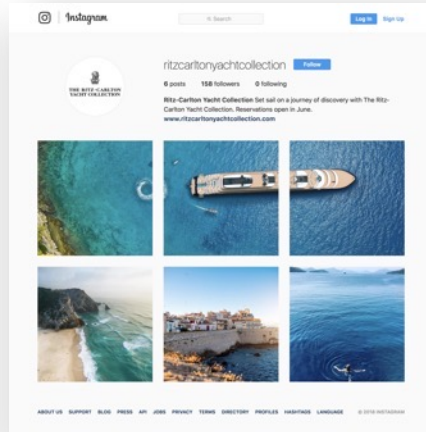 Instagram
Search
Log In Sign Up
ritzcarltonyachtcollection Follow
THE RITZ-CARLTON
YACHT COLLECTION
6 posts 158 followers 0 following
Ritz-Carlton Yacht Collection Set sail on a journey of discovery with The Ritz-
Carlton Yacht Collection. Reservations open in June.
www.ritzcarltonyachtcollection.com
ABOUT US SUPPORT BLOG PRESS API JOBS PRIVACY TERMS DIRECTORY PROFILES HASHTAGS LANGUAGE © 2018 INSTAGRAM